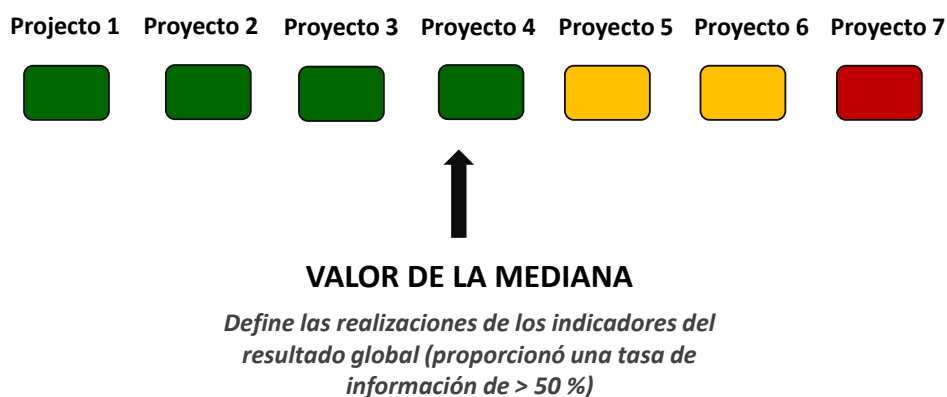 Projecto 1 Proyecto 2 Proyecto 3 Proyecto 4 Proyecto 5 Proyecto 6 Proyecto 7
VALOR DE LA MEDIANA
Define las realizaciones de los indicadores del
resultado global (proporcionó una tasa de
información de > 50 %)